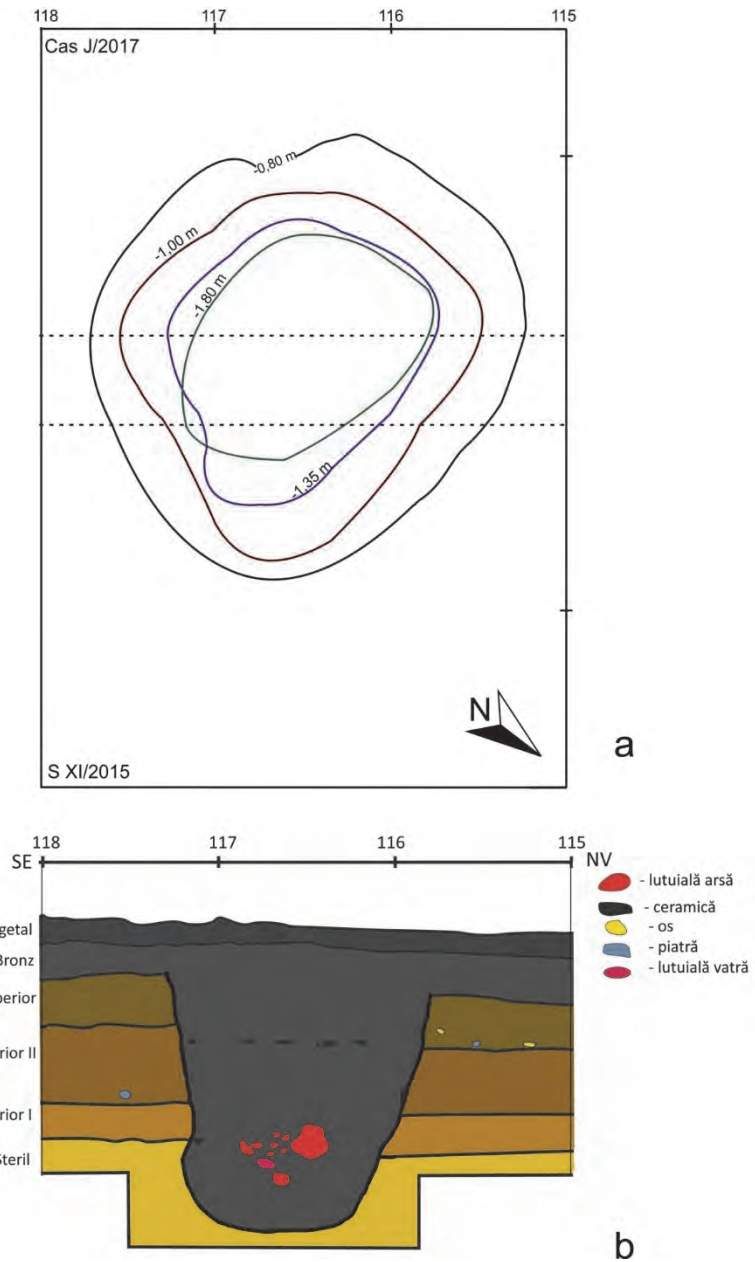 118 117 116 115
Cas J/2017
-0,80 m
-1,00 m
-1,80 m
-1,35 m
N
S XI/2015
a
118 117 116 115
SE NV
getal
Bronz
perior
rior II
rior I
Steril
- lutuială arsă
- ceramică
- os
- piatră
- lutuială vatră
b